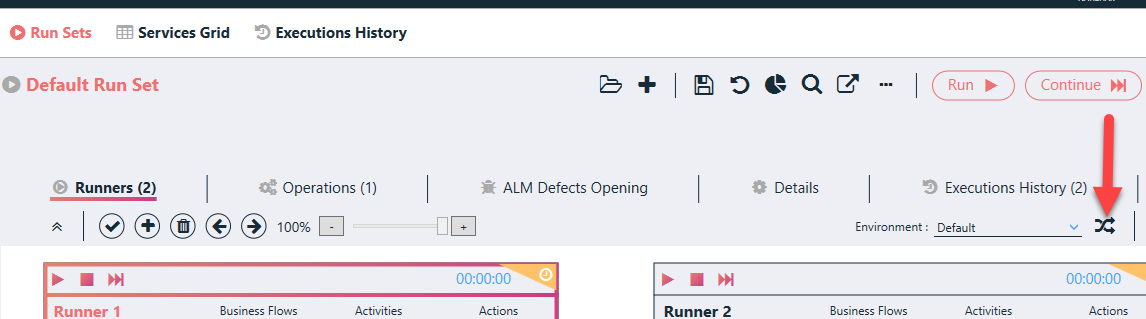 Run Sets Services Grid Executions History
Default Run Set Run Continue
Runners (2) Operations (1) ALM Defects Opening Details Executions History (2)
100% - + Environment : Default
00:00:00 00:00:00
Runner 1 Business Flows Activities Actions Runner 2 Business Flows Activities Actions